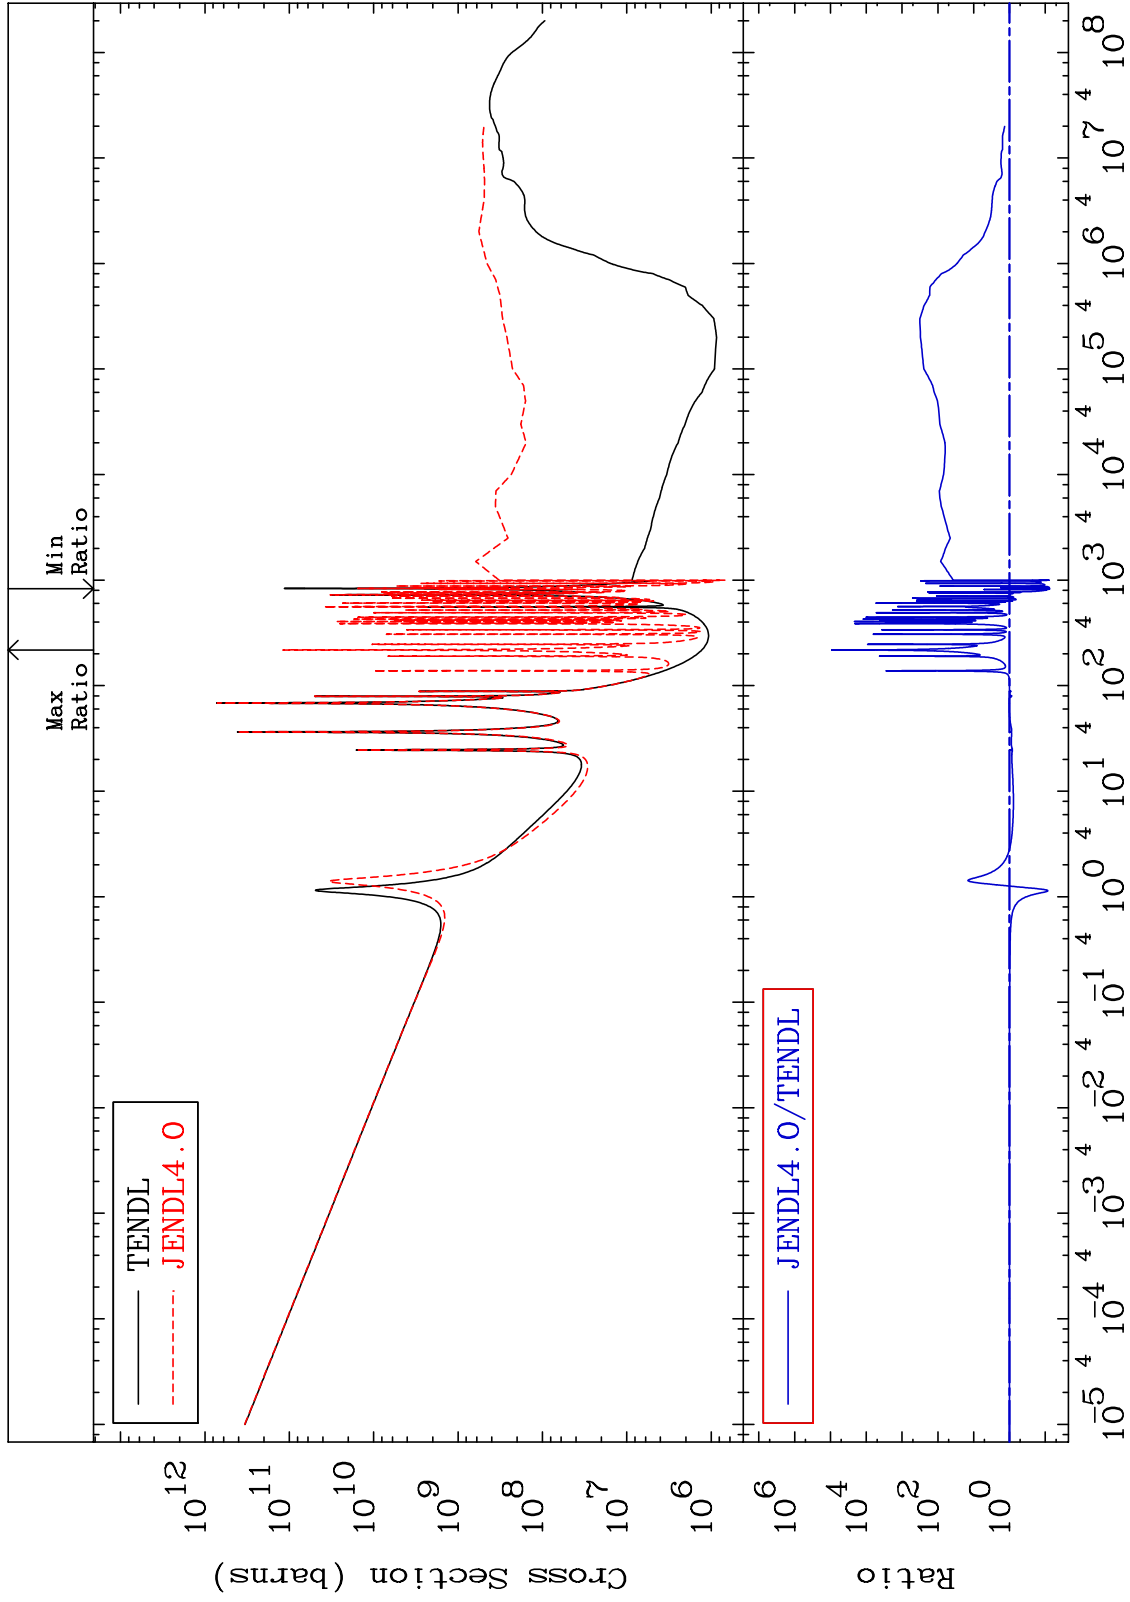 Max
Ratio
Min
Ratio
TENDL
JENDL4.0
Cross Section (barns)
10^12
10^11
10^10
10^9
10^8
10^7
10^6
JENDL4.0/TENDL
Ratio
10^6
10^4
10^2
10^0
10^-5 4 10^-4 4 10^-3 4 10^-2 4 10^-1 4 10^0 4 10^1 4 10^2 4 10^3 4 10^4 4 10^5 4 10^6 4 10^7 4 10^8